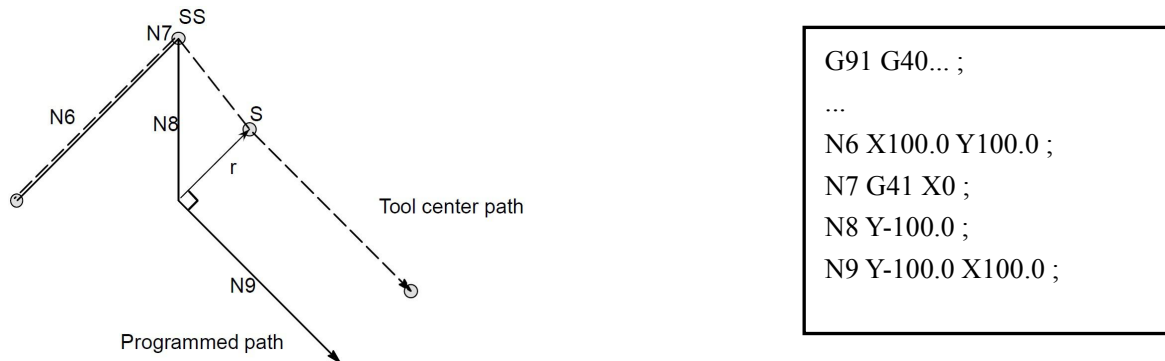 SS
N7
N6
N8
S
r
Tool center path
N9
Programmed path
G91 G40... ;
...
N6 X100.0 Y100.0 ;
N7 G41 X0 ;
N8 Y-100.0 ;
N9 Y-100.0 X100.0 ;